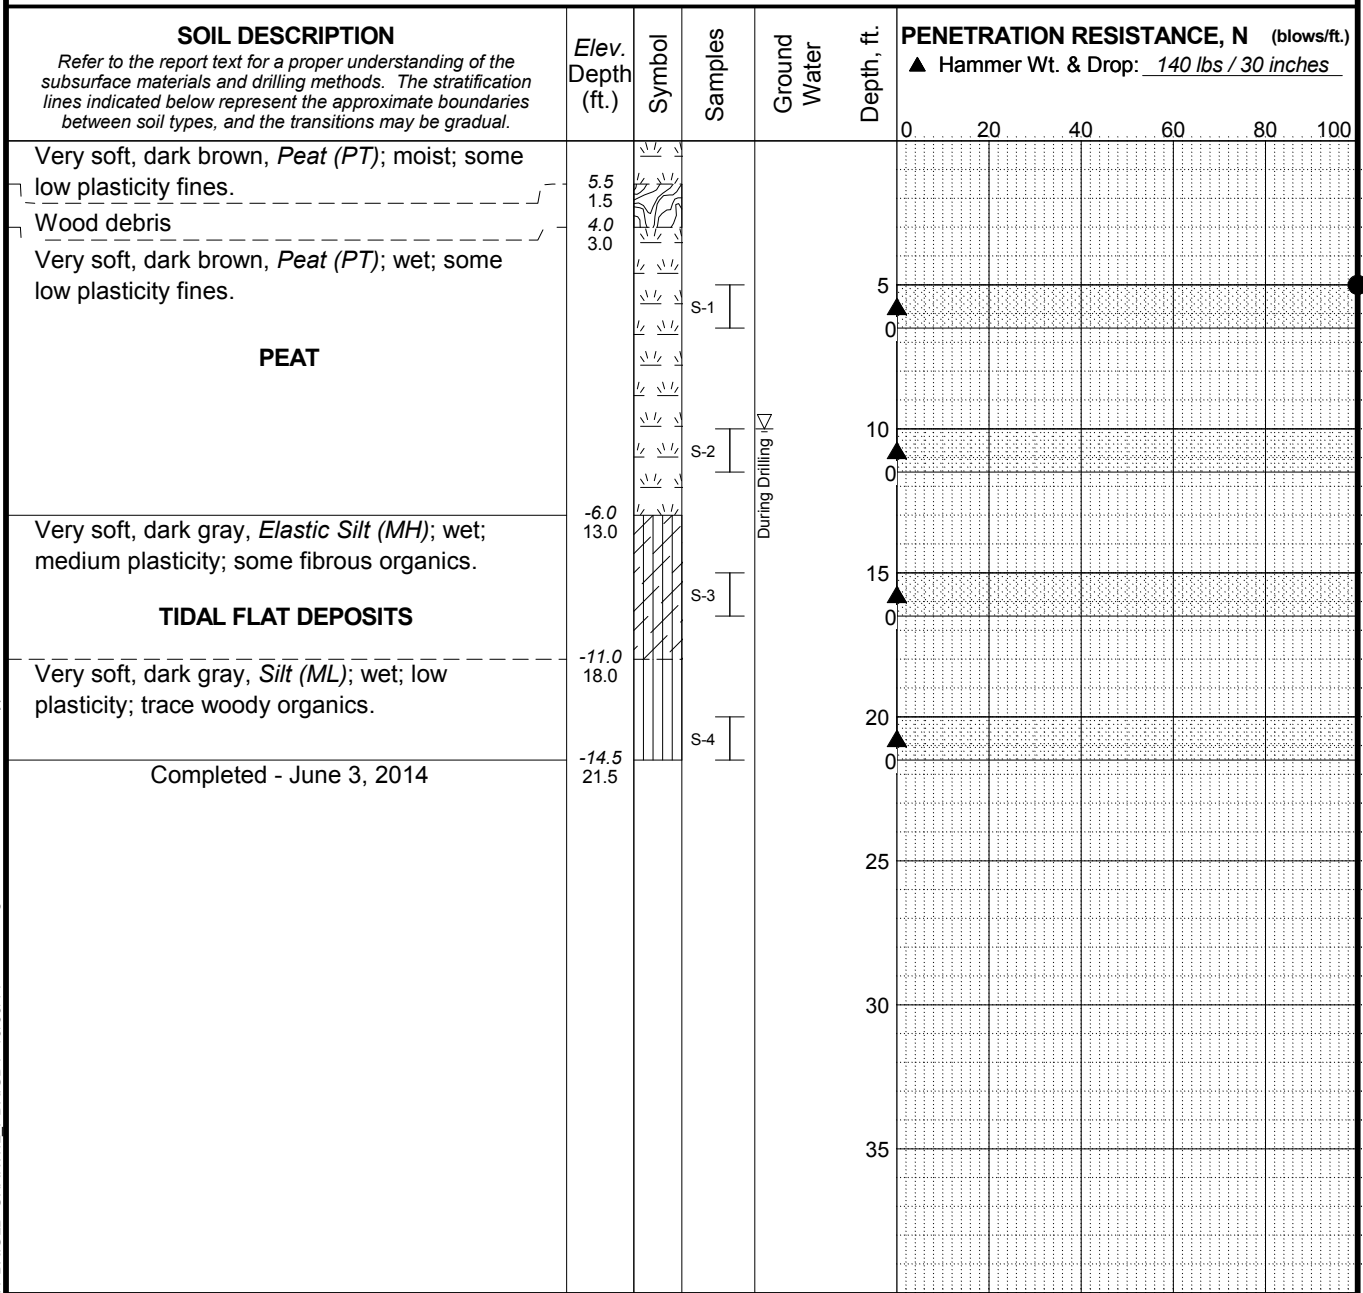 SOIL DESCRIPTION
Refer to the report text for a proper understanding of the
subsurface materials and drilling methods. The stratification
lines indicated below represent the approximate boundaries
between soil types, and the transitions may be gradual.
Elev.
Depth
(ft.)
Symbol
Samples
Ground
Water
Depth, ft.
PENETRATION RESISTANCE, N (blows/ft.)
▲ Hammer Wt. & Drop: 140 lbs / 30 inches
0 20 40 60 80 100
Very soft, dark brown, Peat (PT); moist; some
low plasticity fines.
5.5
1.5
Wood debris
4.0
3.0
Very soft, dark brown, Peat (PT); wet; some
low plasticity fines.
S-1
5
0
PEAT
S-2
During Drilling
10
0
-6.0
13.0
Very soft, dark gray, Elastic Silt (MH); wet;
medium plasticity; some fibrous organics.
S-3
15
0
TIDAL FLAT DEPOSITS
-11.0
18.0
Very soft, dark gray, Silt (ML); wet; low
plasticity; trace woody organics.
S-4
20
0
-14.5
21.5
Completed - June 3, 2014
25
30
35